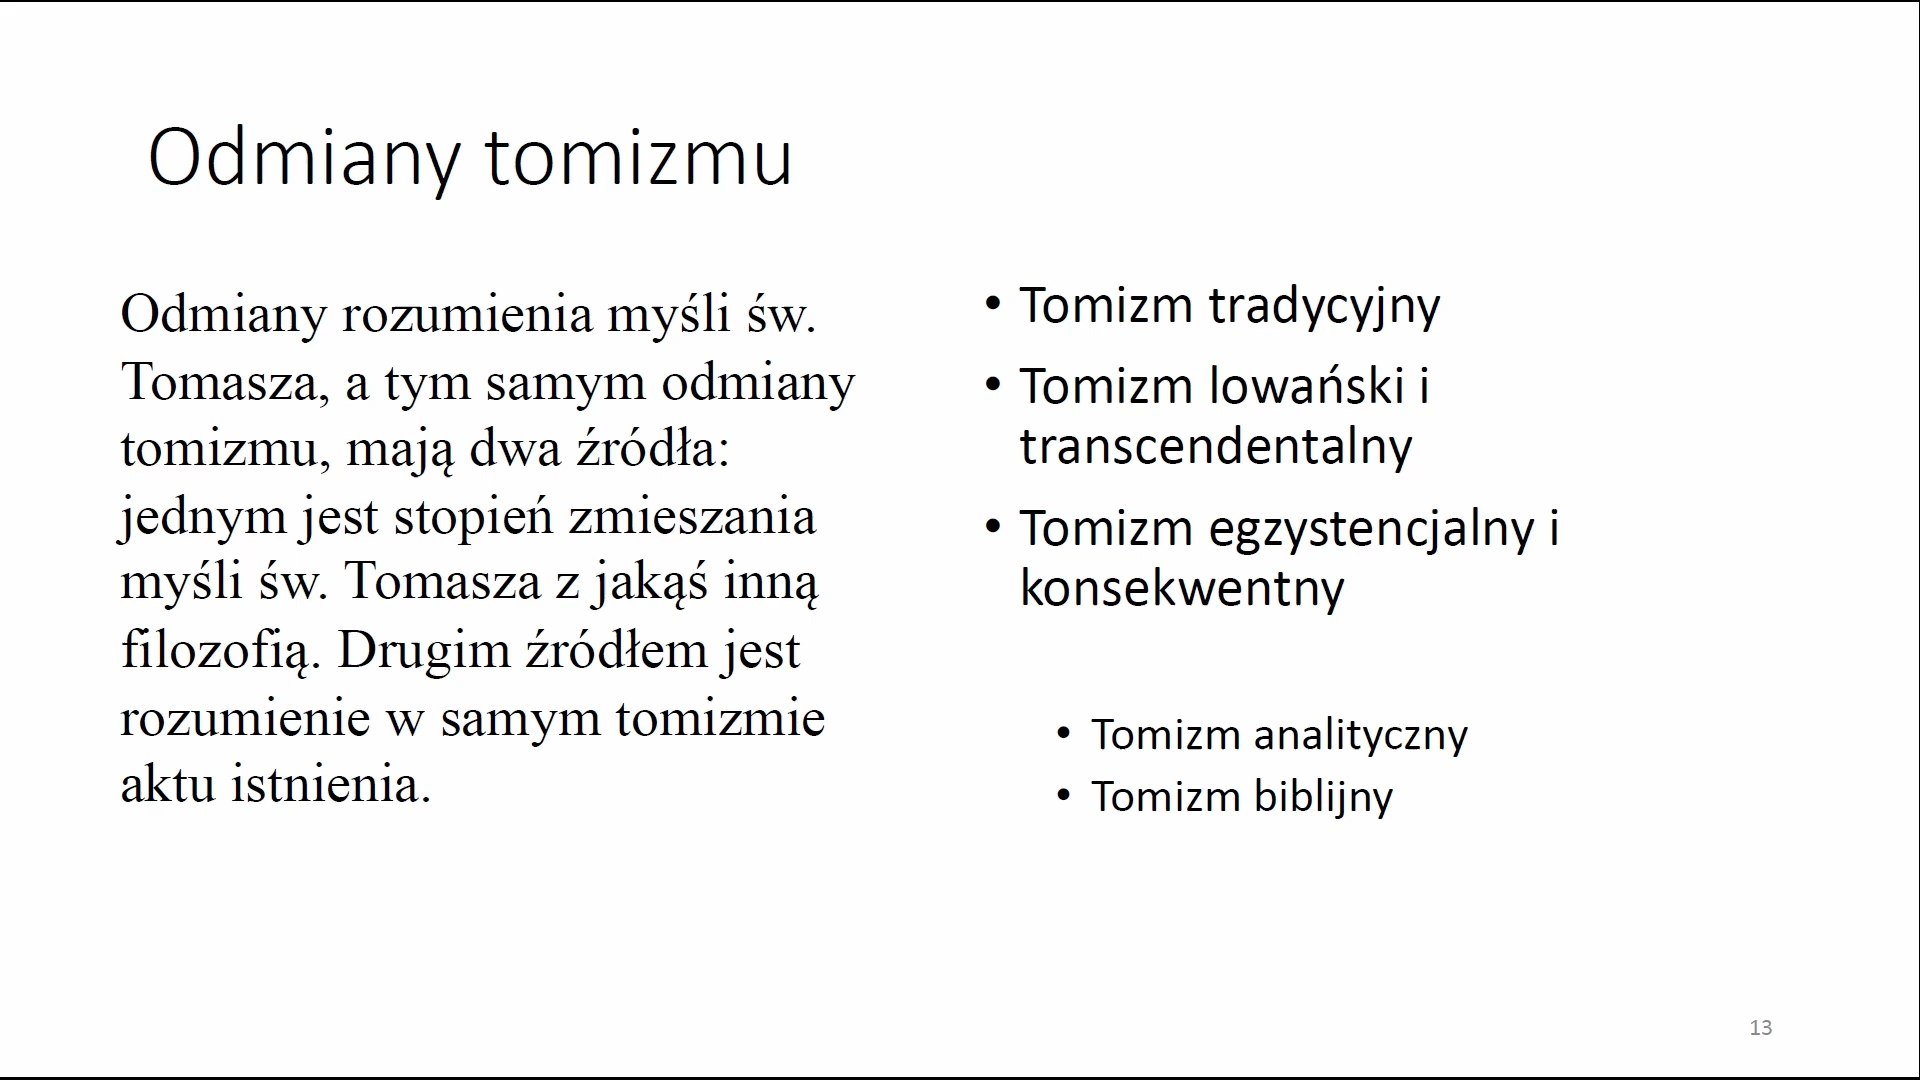 Odmiany tomizmu
Odmiany rozumienia myśli św.
Tomasza, a tym samym odmiany
tomizmu, mają dwa źródła:
jednym jest stopień zmieszania
myśli św. Tomasza z jakąś inną
filozofią. Drugim źródłem jest
rozumienie w samym tomizmie
aktu istnienia.
• Tomizm tradycyjny
• Tomizm lowański i
transcendentalny
• Tomizm egzystencjalny i
konsekwentny
• Tomizm analityczny
• Tomizm biblijny
13